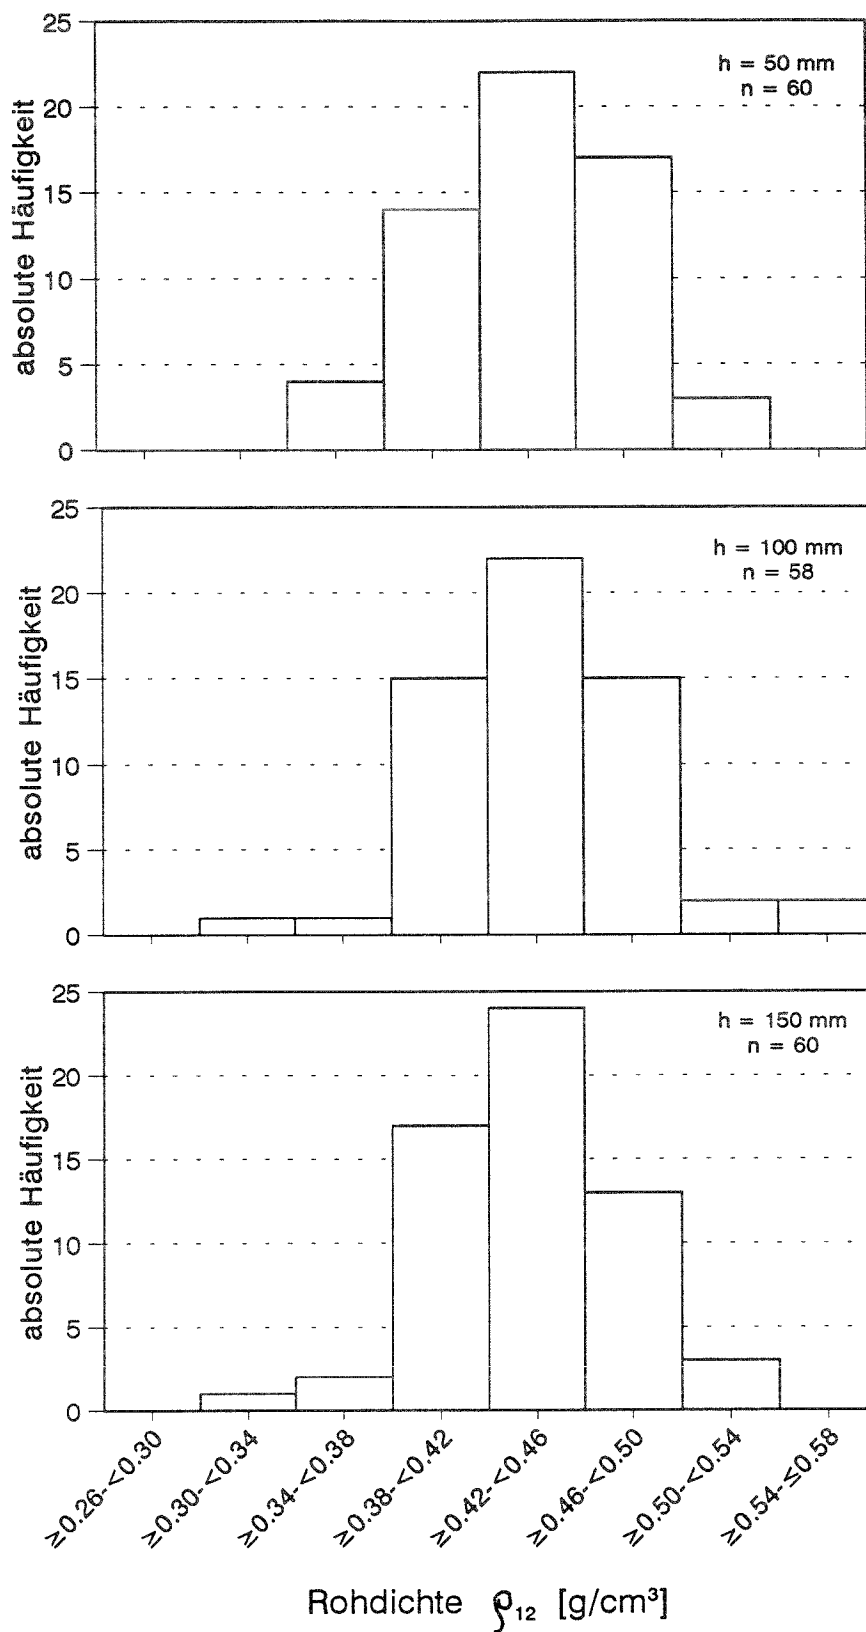 25
20
15
10
5
0
absolute Häufigkeit
h = 50 mm
n = 60
25
20
15
10
5
0
absolute Häufigkeit
h = 100 mm
n = 58
25
20
15
10
5
0
absolute Häufigkeit
h = 150 mm
n = 60
≥0.26-<0.30
≥0.30-<0.34
≥0.34-<0.38
≥0.38-<0.42
≥0.42-<0.46
≥0.46-<0.50
≥0.50-<0.54
≥0.54-≤0.58
Rohdichte ρ₁₂ [g/cm³]